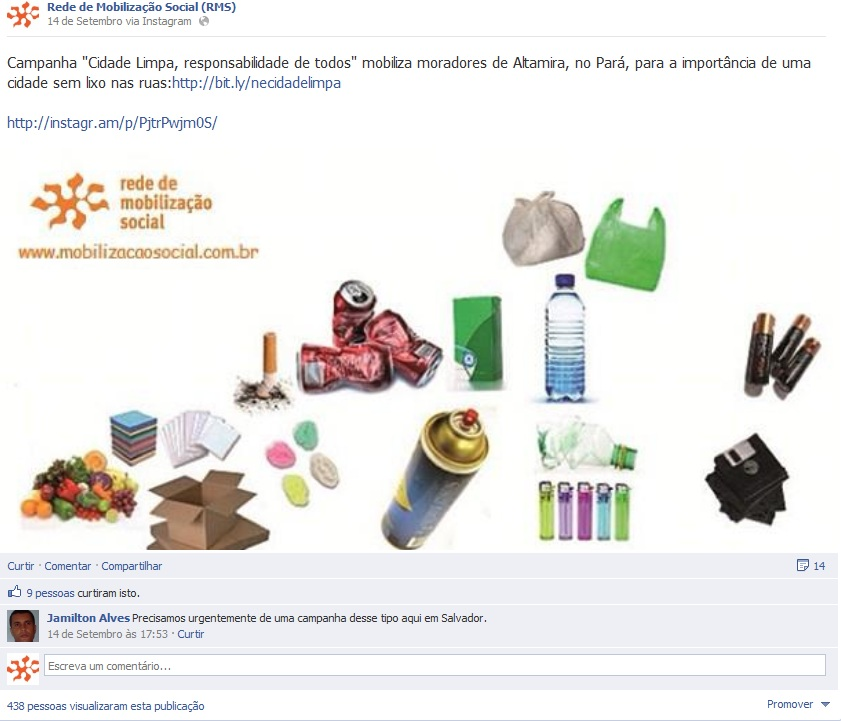 Rede de Mobilização Social (RMS)
14 de Setembro via Instagram
Campanha "Cidade Limpa, responsabilidade de todos" mobiliza moradores de Altamira, no Pará, para a importância de uma
cidade sem lixo nas ruas:http://bit.ly/necidadelimpa
http://instagr.am/p/PjtrPwjm0S/
rede de
mobilização
social
www.mobilizacaosocial.com.br
Curtir · Comentar · Compartilhar
14
9 pessoas curtiram isto.
Jamilton Alves Precisamos urgentemente de uma campanha desse tipo aqui em Salvador.
14 de Setembro às 17:53 · Curtir
Escreva um comentário...
438 pessoas visualizaram esta publicação
Promover